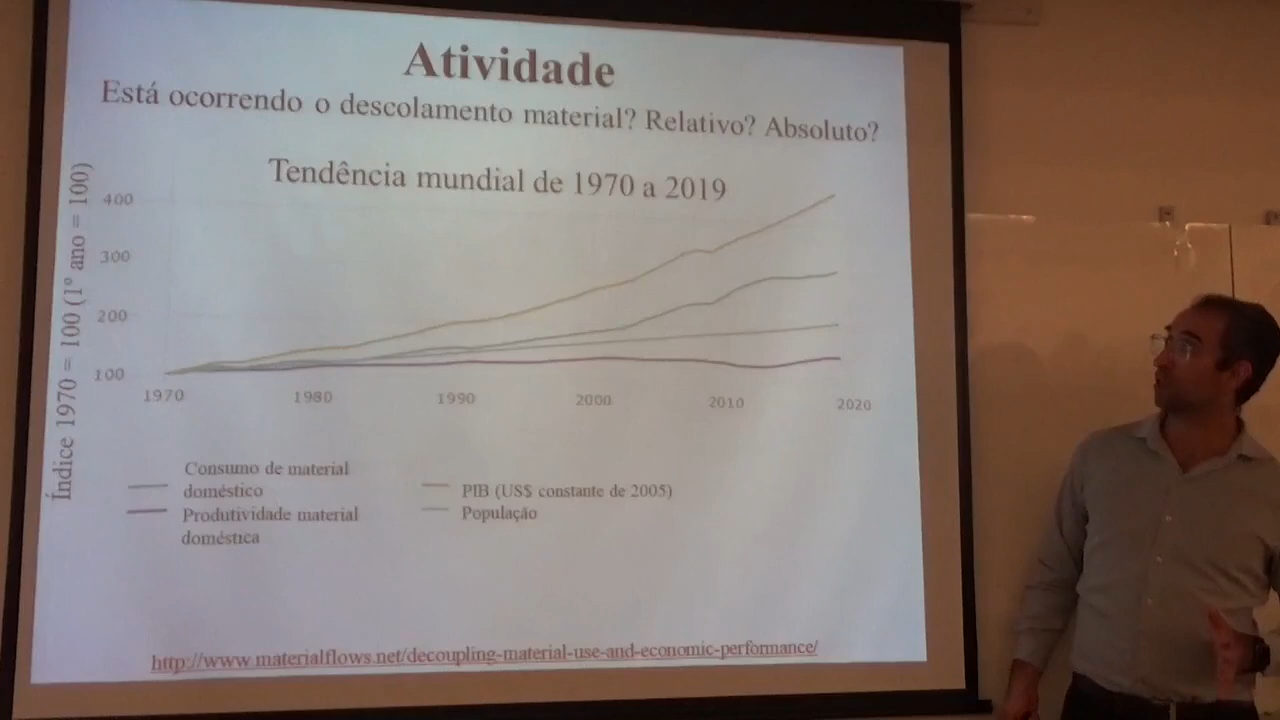 Atividade
Está ocorrendo o descolamento material? Relativo? Absoluto?
Tendência mundial de 1970 a 2019
Índice 1970 = 100 (1º ano = 100)
400
300
200
100
1970 1980 1990 2000 2010 2020
Consumo de material
doméstico
Produtividade material
doméstica
PIB (US$ constante de 2005)
População
http://www.materialflows.net/decoupling-material-use-and-economic-performance/